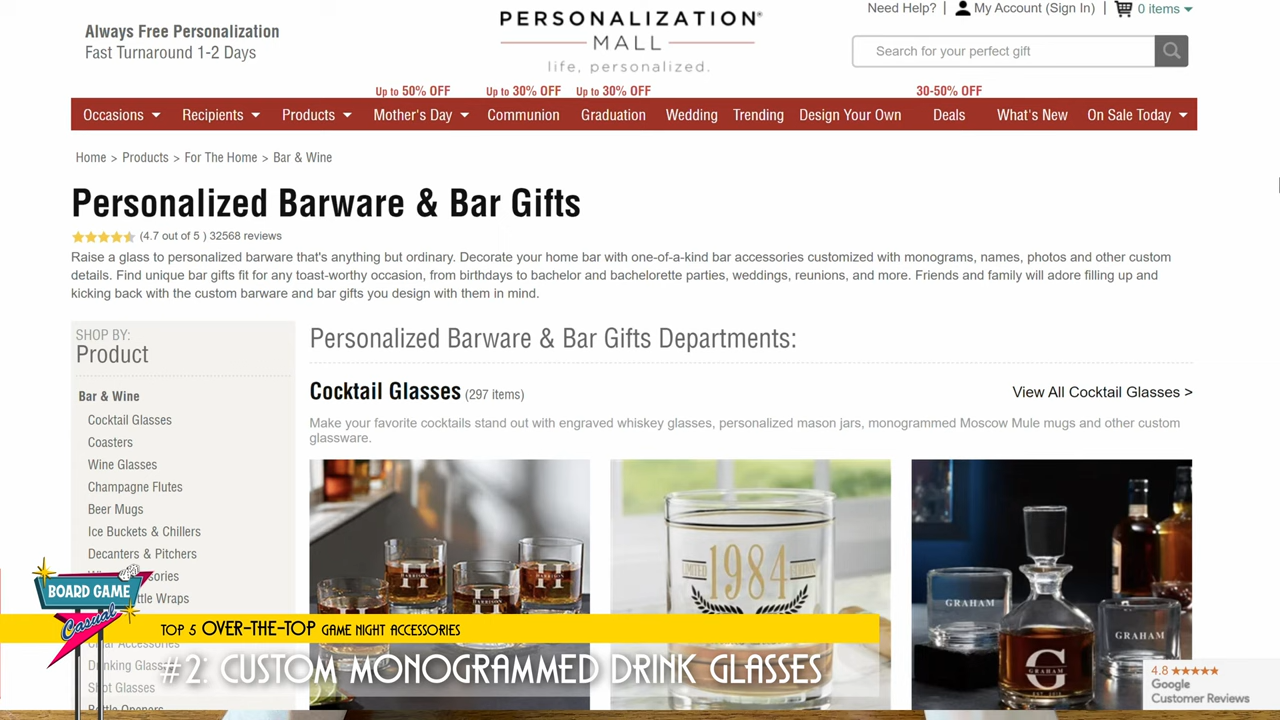 Always Free Personalization
Fast Turnaround 1-2 Days
PERSONALIZATION®
MALL
life, personalized.
Need Help? | My Account (Sign In) | 0 items
Search for your perfect gift
Up to 50% OFF Up to 30% OFF Up to 30% OFF 30-50% OFF
Occasions Recipients Products Mother's Day Communion Graduation Wedding Trending Design Your Own Deals What's New On Sale Today
Home > Products > For The Home > Bar & Wine
Personalized Barware & Bar Gifts
(4.7 out of 5 ) 32568 reviews
Raise a glass to personalized barware that's anything but ordinary. Decorate your home bar with one-of-a-kind bar accessories customized with monograms, names, photos and other custom
details. Find unique bar gifts fit for any toast-worthy occasion, from birthdays to bachelor and bachelorette parties, weddings, reunions, and more. Friends and family will adore filling up and
kicking back with the custom barware and bar gifts you design with them in mind.
SHOP BY:
Product
Bar & Wine
Cocktail Glasses
Coasters
Wine Glasses
Champagne Flutes
Beer Mugs
Ice Buckets & Chillers
Decanters & Pitchers
Wraps
Drinking
Shot Glasses
Bottle Openers
Personalized Barware & Bar Gifts Departments:
Cocktail Glasses (297 items)
View All Cocktail Glasses >
Make your favorite cocktails stand out with engraved whiskey glasses, personalized mason jars, monogrammed Moscow Mule mugs and other custom
glassware.
H
HARRISON
H
HARRISON
H
LIMITED 1984
GRAHAM
GRAHAM
G
GRAHAM
BOARD GAME
Casual
TOP 5 OVER-THE-TOP GAME NIGHT ACCESSORIES
#2: CUSTOM MONOGRAMMED DRINK GLASSES
4.8
Google
Customer Reviews